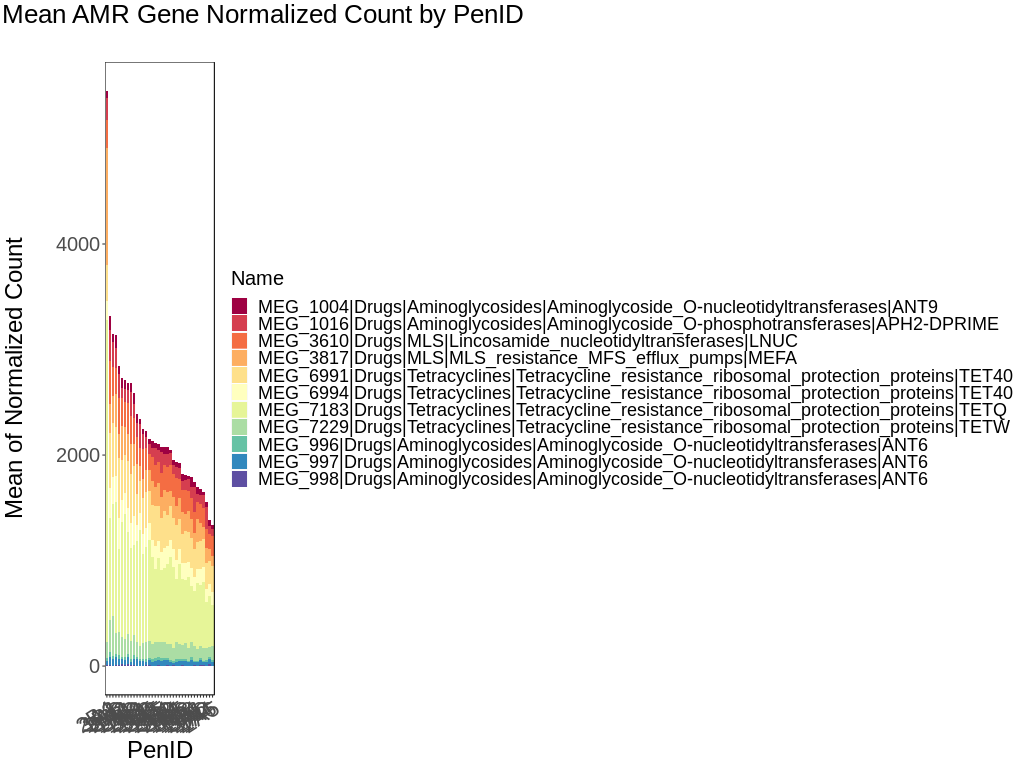 Mean AMR Gene Normalized Count by PenID
Mean of Normalized Count
4000
2000
0
PenID
Name
MEG_1004|Drugs|Aminoglycosides|Aminoglycoside_O-nucleotidyltransferases|ANT9
MEG_1016|Drugs|Aminoglycosides|Aminoglycoside_O-phosphotransferases|APH2-DPRIME
MEG_3610|Drugs|MLS|Lincosamide_nucleotidyltransferases|LNUC
MEG_3817|Drugs|MLS|MLS_resistance_MFS_efflux_pumps|MEFA
MEG_6991|Drugs|Tetracyclines|Tetracycline_resistance_ribosomal_protection_proteins|TET40
MEG_6994|Drugs|Tetracyclines|Tetracycline_resistance_ribosomal_protection_proteins|TET40
MEG_7183|Drugs|Tetracyclines|Tetracycline_resistance_ribosomal_protection_proteins|TETQ
MEG_7229|Drugs|Tetracyclines|Tetracycline_resistance_ribosomal_protection_proteins|TETW
MEG_996|Drugs|Aminoglycosides|Aminoglycoside_O-nucleotidyltransferases|ANT6
MEG_997|Drugs|Aminoglycosides|Aminoglycoside_O-nucleotidyltransferases|ANT6
MEG_998|Drugs|Aminoglycosides|Aminoglycoside_O-nucleotidyltransferases|ANT6